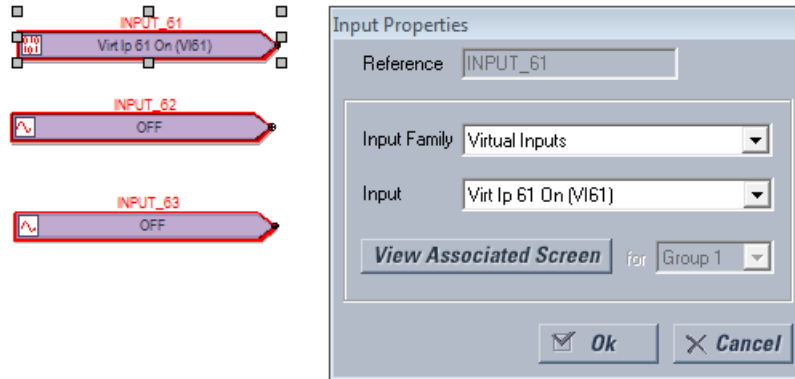 INPUT_61
Virt Ip 61 On (VI61)
INPUT_62
OFF
INPUT_63
OFF
Input Properties
Reference INPUT_61
Input Family Virtual Inputs
Input Virt Ip 61 On (VI61)
View Associated Screen for Group 1
Ok Cancel